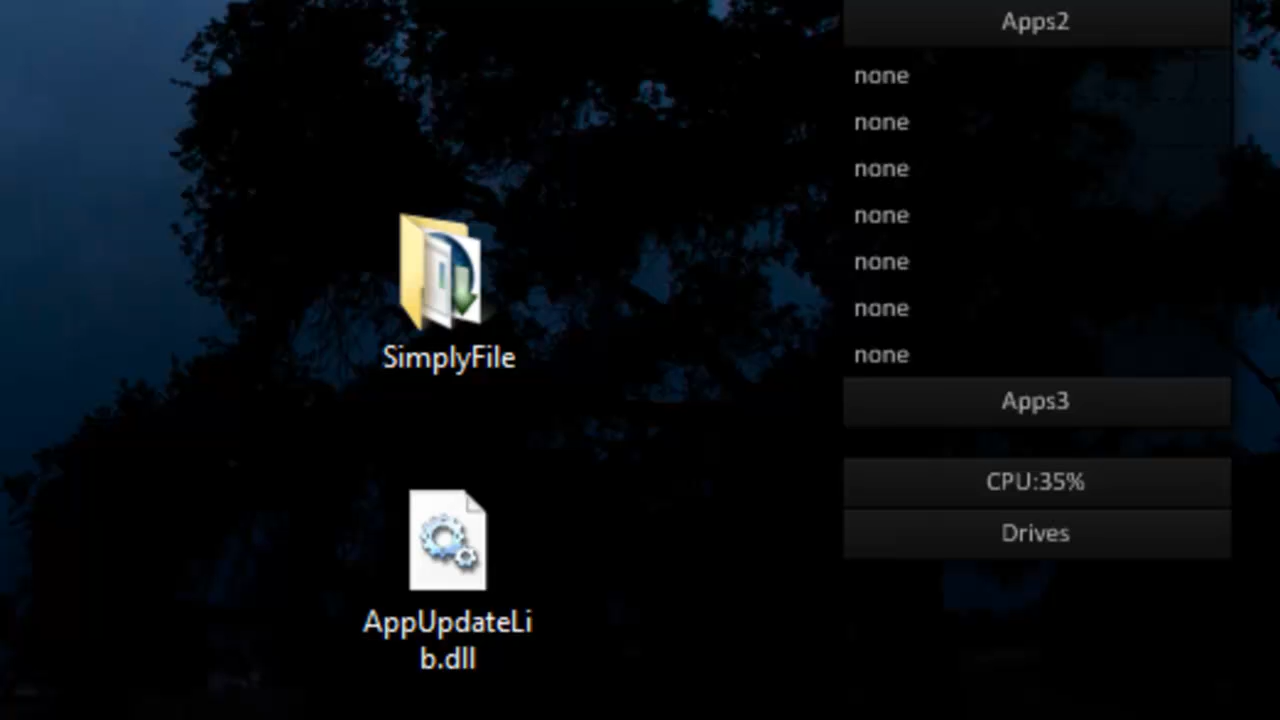 Apps2
none
none
none
none
none
none
none
Apps3
CPU:35%
Drives
SimplyFile
AppUpdateLi
b.dll